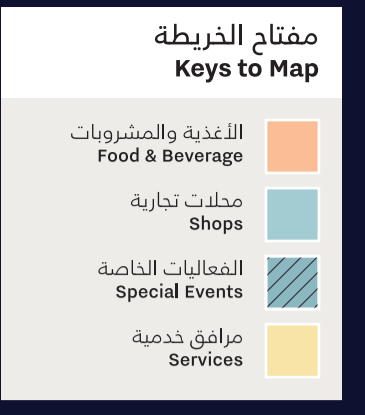 مفتاح الخريطة
Keys to Map
الأغذية والمشروبات
Food & Beverage
محلات تجارية
Shops
الفعاليات الخاصة
Special Events
مرافق خدمية
Services